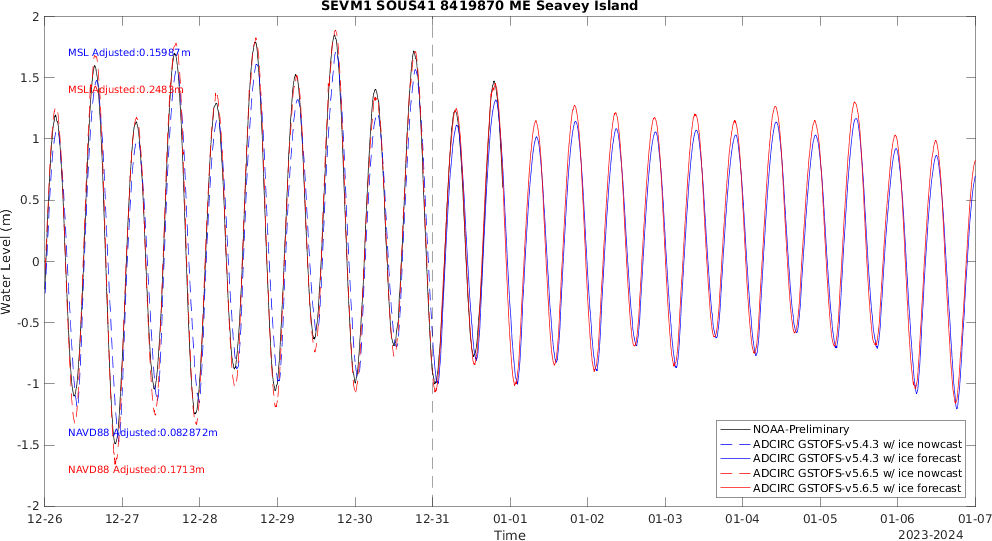 SEVM1 SOUS41 8419870 ME Seavey Island
2
1.5
1
0.5
0
-0.5
-1
-1.5
-2
Water Level (m)
MSL Adjusted:0.15987m
MSL Adjusted:0.2483m
NAVD88 Adjusted:0.082872m
NAVD88 Adjusted:0.1713m
NOAA-Preliminary
ADCIRC GSTOFS-v5.4.3 w/ ice nowcast
ADCIRC GSTOFS-v5.4.3 w/ ice forecast
ADCIRC GSTOFS-v5.6.5 w/ ice nowcast
ADCIRC GSTOFS-v5.6.5 w/ ice forecast
12-26 12-27 12-28 12-29 12-30 12-31 01-01 01-02 01-03 01-04 01-05 01-06 01-07
Time
2023-2024